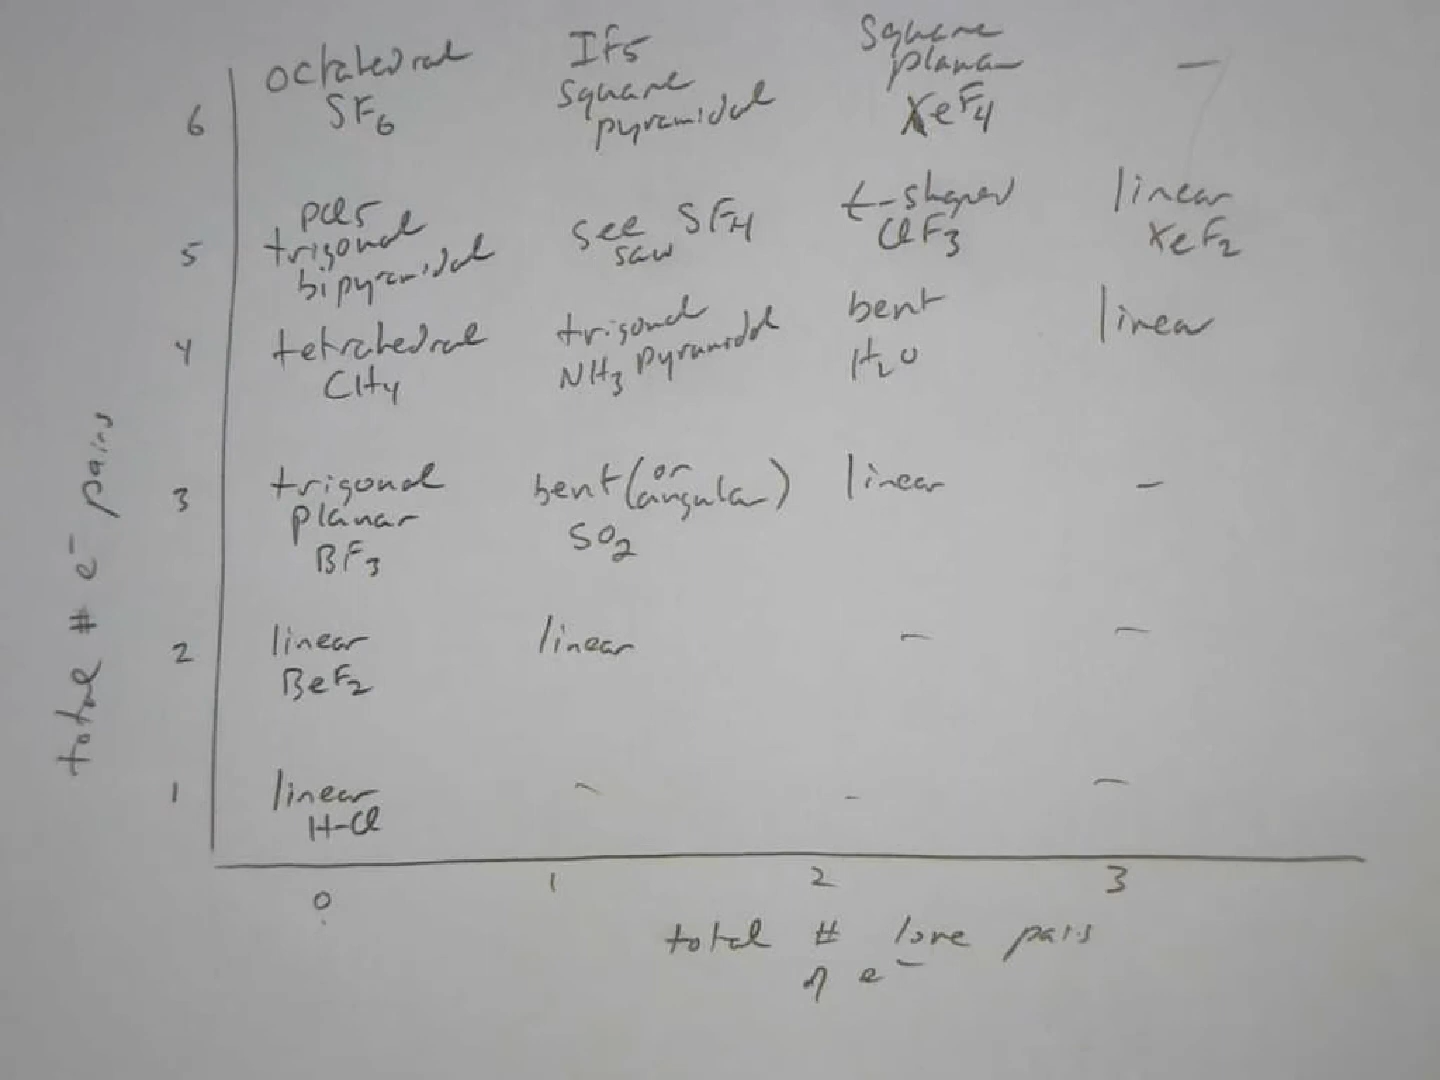 octahedral
SF6
IF5
square
pyramidal
Square
planar
XeF4
—
6
PCl5
trigonal
bipyramidal
see
saw SF4
t-shaped
ClF3
linear
XeF2
5
tetrahedral
CH4
trigonal
NH3 pyramidal
bent
H2O
linear
4
trigonal
planar
BF3
bent (or angular)
SO2
linear
—
3
linear
BeF2
linear
—
—
2
linear
H-Cl
-
-
—
1
0
1
2
3
total # e- pairs
total # lone pairs
of e-